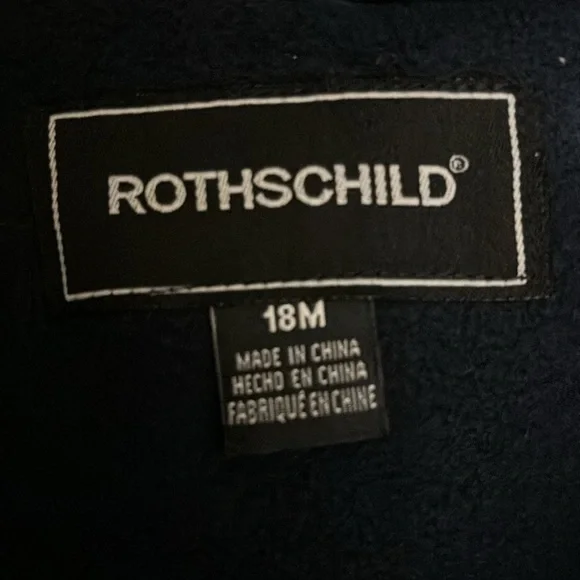 ROTHSCHILD®
18M
MADE IN CHINA
HECHO EN CHINA
FABRIQUÉ EN CHINE